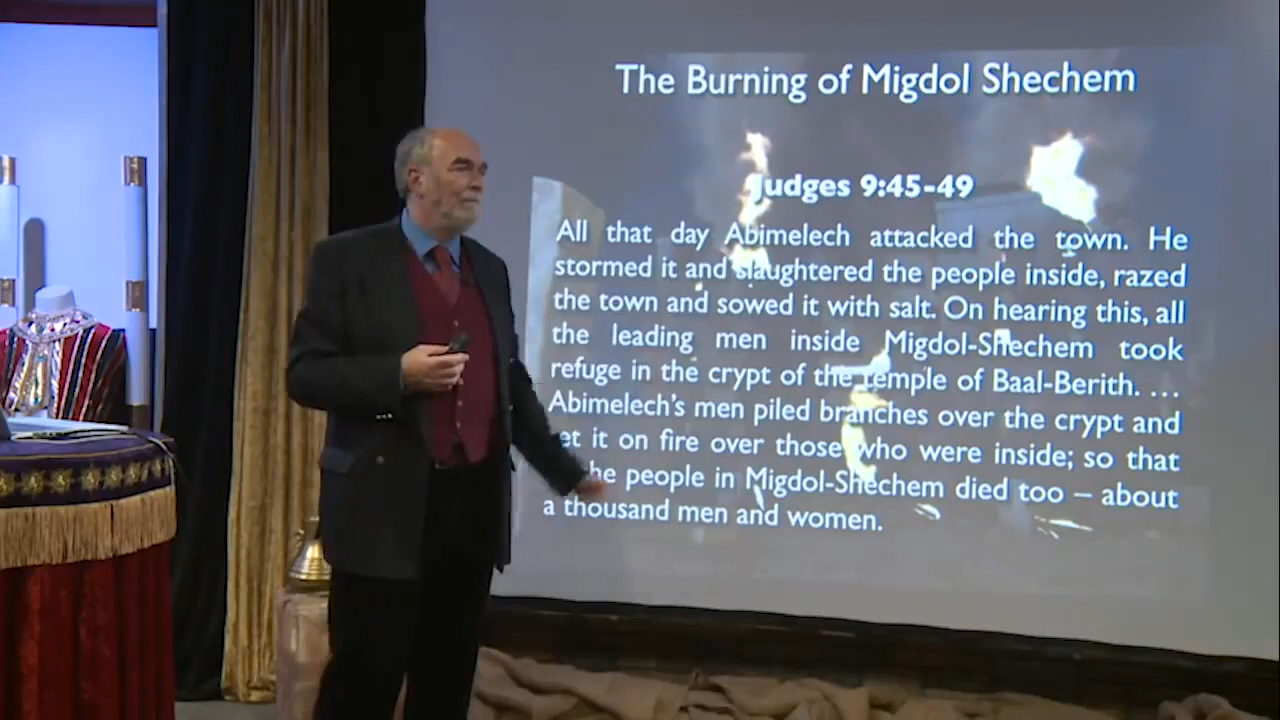 The Burning of Migdol Shechem
Judges 9:45-49
All that day Abimelech attacked the town. He
stormed it and slaughtered the people inside, razed
the town and sowed it with salt. On hearing this, all
the leading men inside Migdol-Shechem took
refuge in the crypt of the temple of Baal-Berith. ...
Abimelech's men piled branches over the crypt and
et it on fire over those who were inside; so that
he people in Migdol-Shechem died too – about
a thousand men and women.